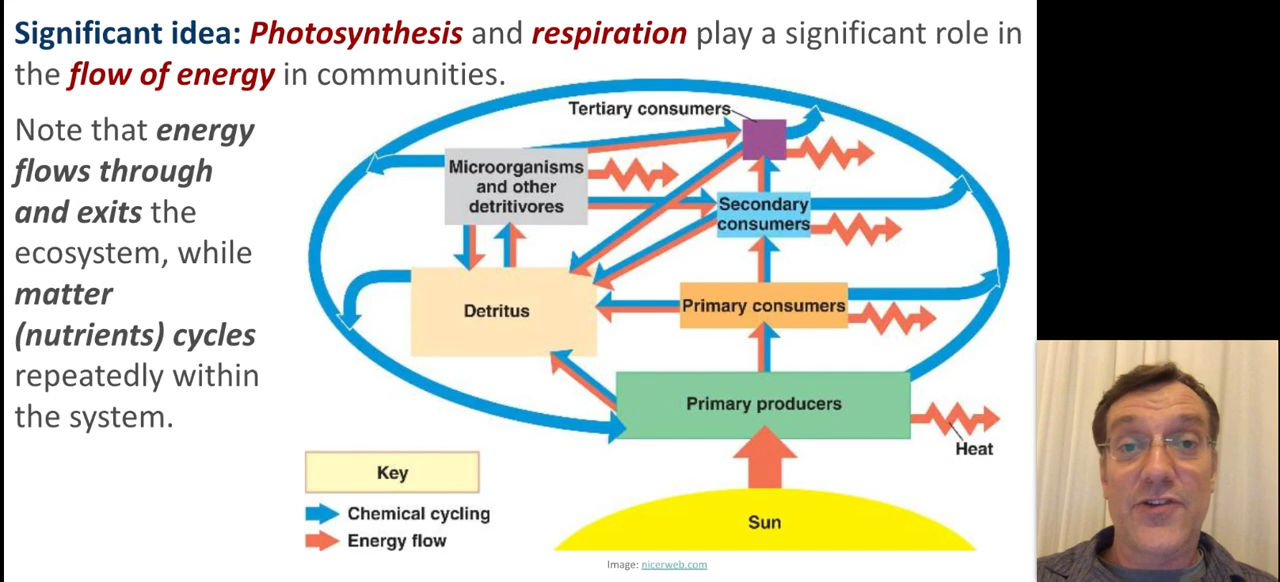 Significant idea: Photosynthesis and respiration play a significant role in
the flow of energy in communities.
Note that energy
flows through
and exits the
ecosystem, while
matter
(nutrients) cycles
repeatedly within
the system.
Tertiary consumers
Microorganisms
and other
detritivores
Secondary
consumers
Detritus
Primary consumers
Primary producers
Heat
Key
Chemical cycling
Energy flow
Sun
Image: nicerweb.com